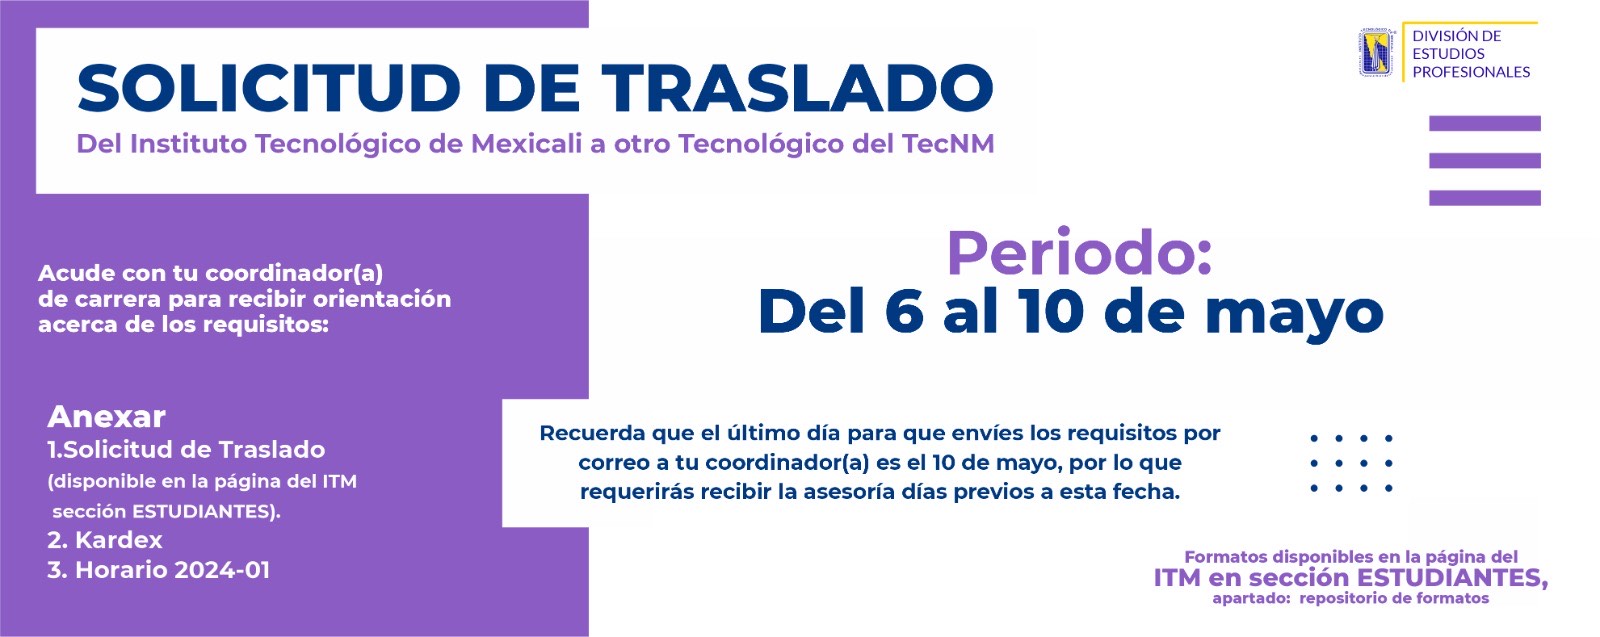 SOLICITUD DE TRASLADO
Del Instituto Tecnológico de Mexicali a otro Tecnológico del TecNM
DIVISIÓN DE
ESTUDIOS
PROFESIONALES
Acude con tu coordinador(a)
de carrera para recibir orientación
acerca de los requisitos:
Anexar
1.Solicitud de Traslado
(disponible en la página del ITM
sección ESTUDIANTES).
2. Kardex
3. Horario 2024-01
Periodo:
Del 6 al 10 de mayo
Recuerda que el último día para que envíes los requisitos por
correo a tu coordinador(a) es el 10 de mayo, por lo que
requerirás recibir la asesoría días previos a esta fecha.
Formatos disponibles en la página del
ITM en sección ESTUDIANTES,
apartado: repositorio de formatos